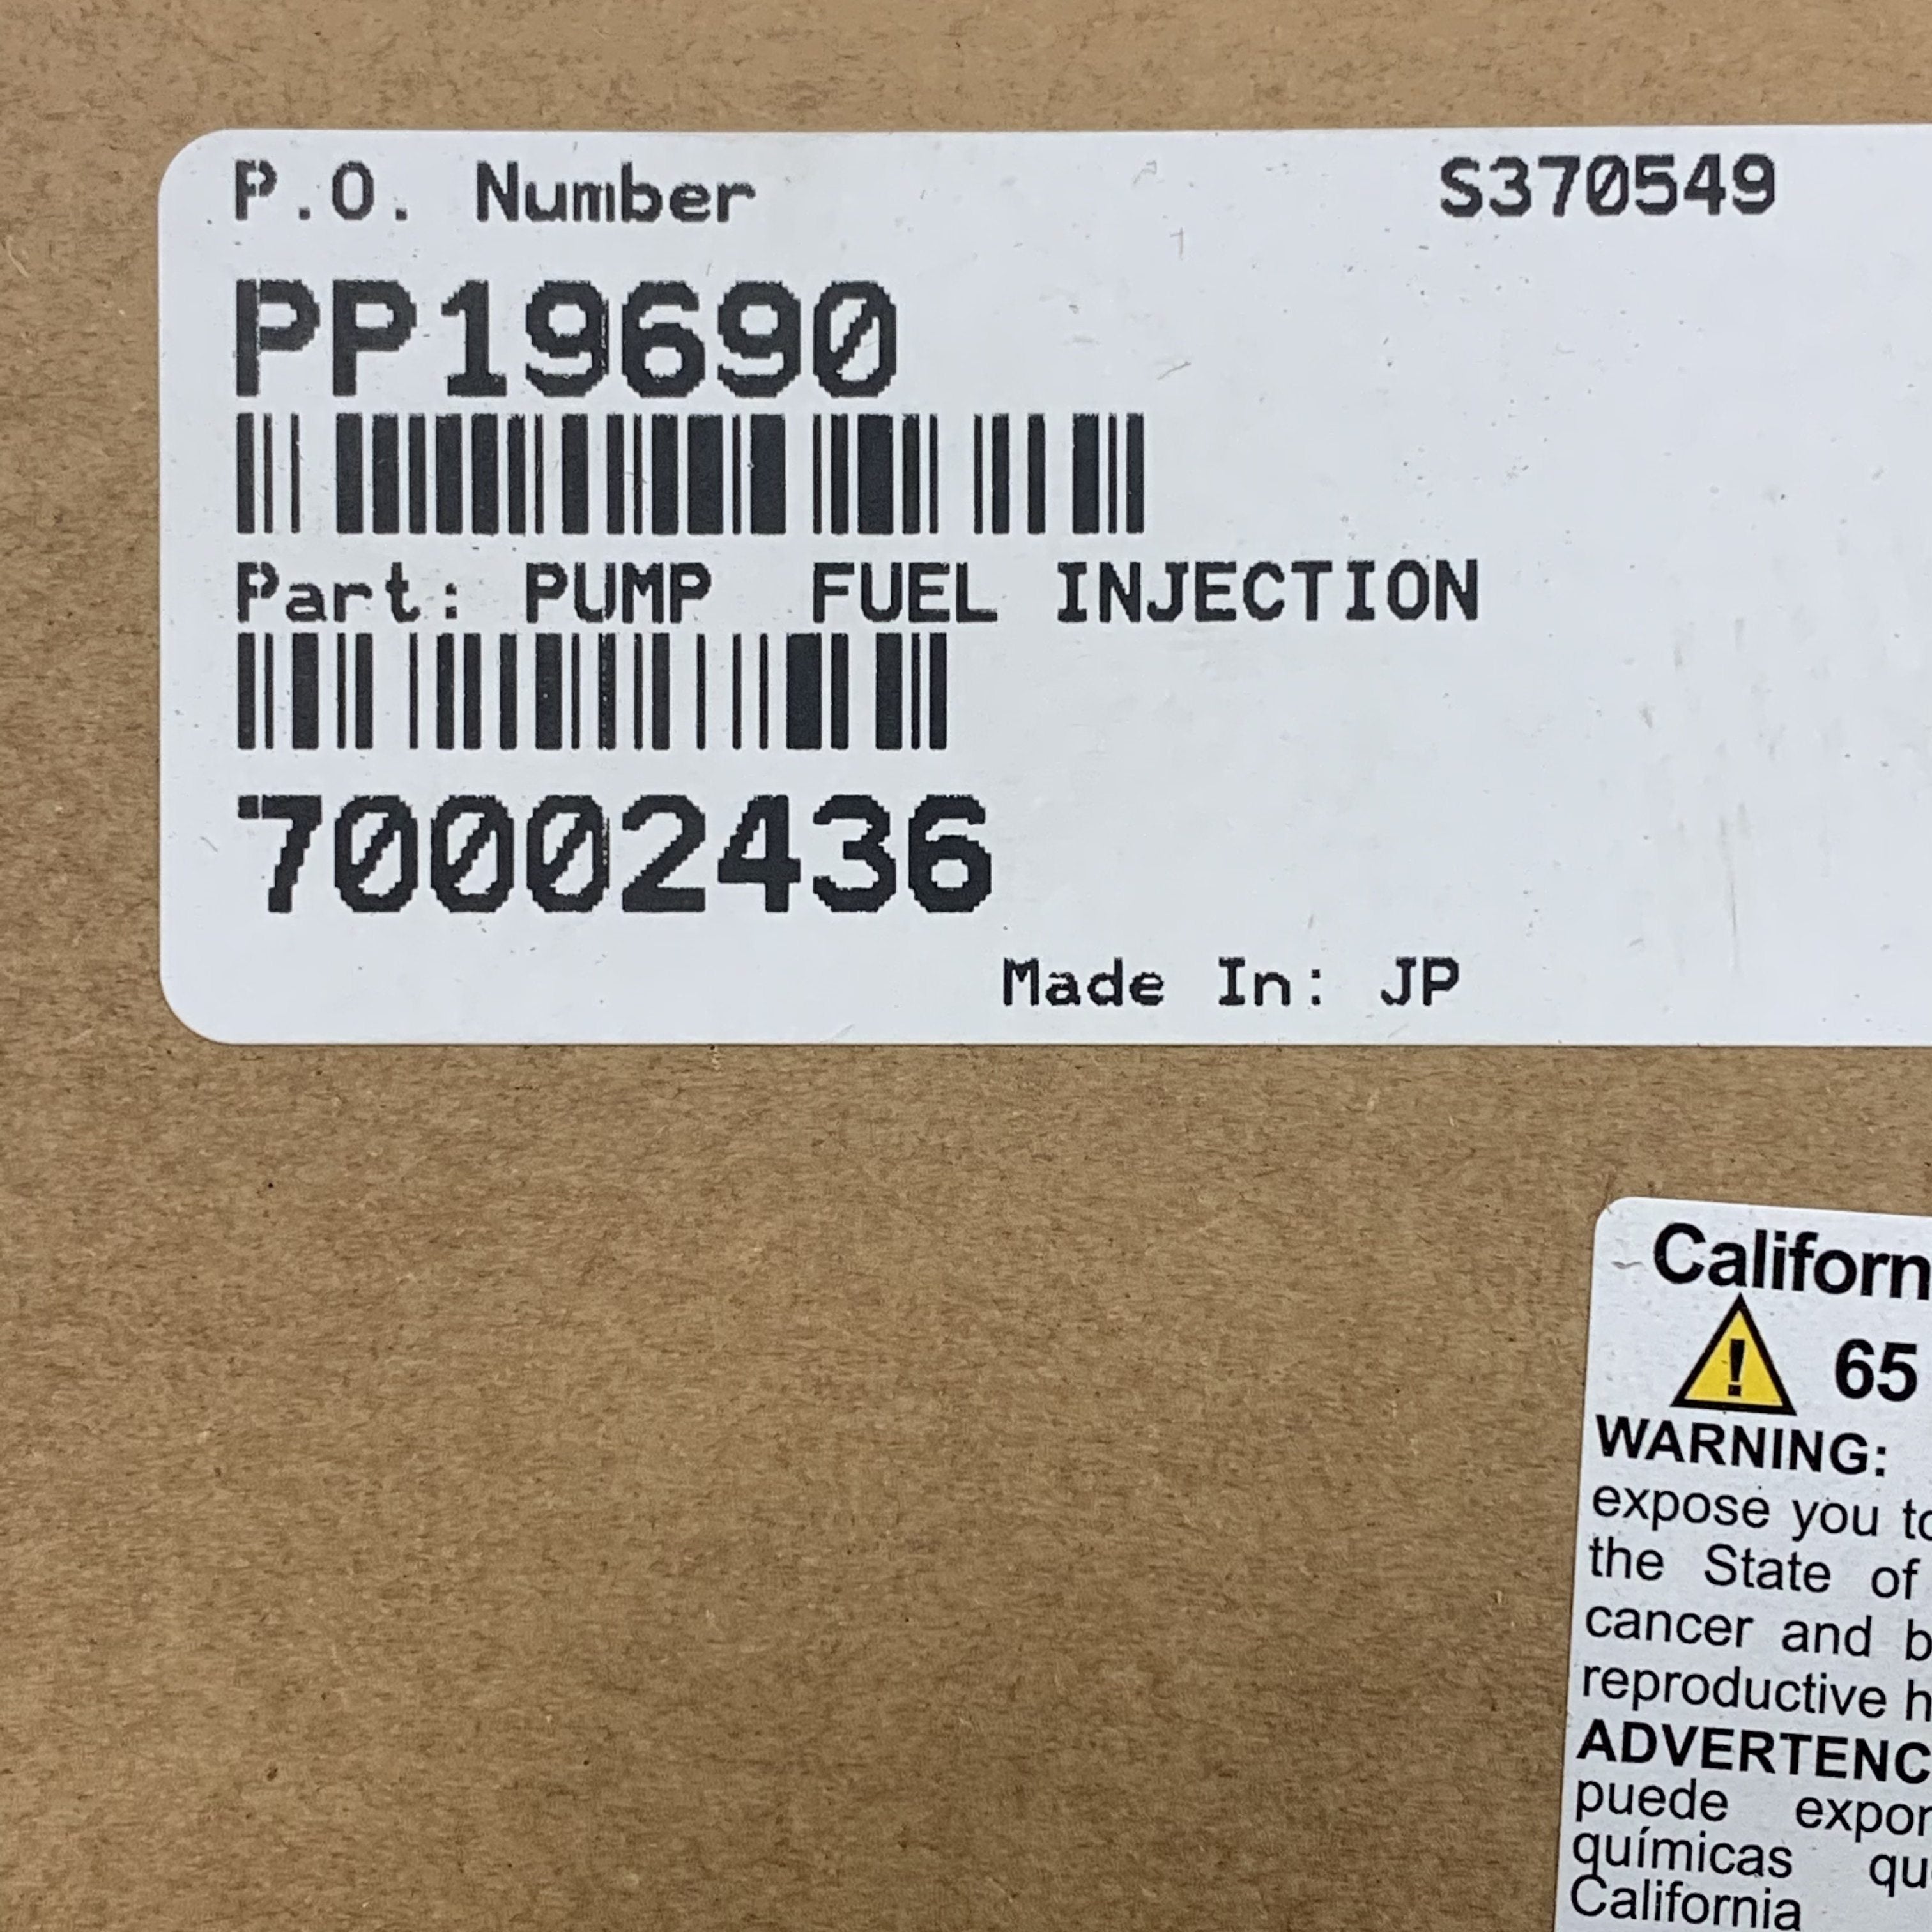 P.O. Number S370549
PP19690
Part: PUMP FUEL INJECTION
70002436
Made In: JP
Californ
65
WARNING:
expose you to
the State of
cancer and b
reproductive h
ADVERTENC
puede expon
químicas qu
California